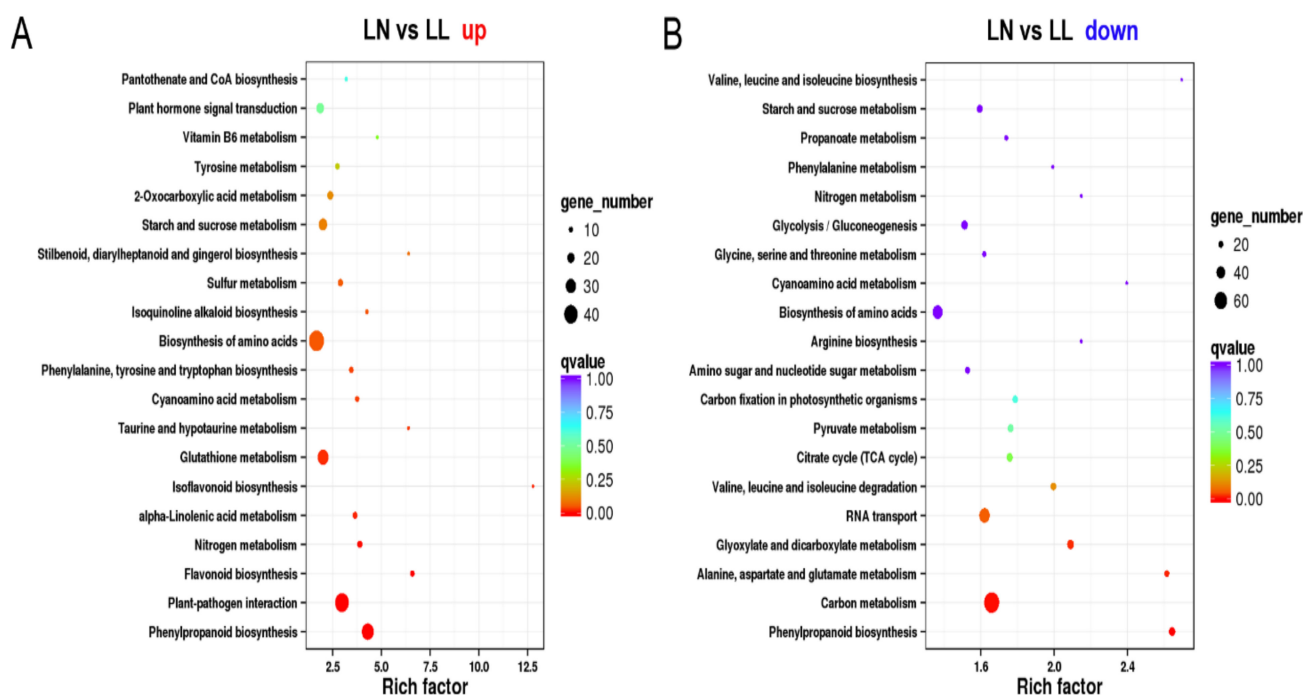 A
LN vs LL up
Pantothenate and CoA biosynthesis
Plant hormone signal transduction
Vitamin B6 metabolism
Tyrosine metabolism
2-Oxocarboxylic acid metabolism
Starch and sucrose metabolism
Stilbenoid, diarylheptanoid and gingerol biosynthesis
Sulfur metabolism
Isoquinoline alkaloid biosynthesis
Biosynthesis of amino acids
Phenylalanine, tyrosine and tryptophan biosynthesis
Cyanoamino acid metabolism
Taurine and hypotaurine metabolism
Glutathione metabolism
Isoflavonoid biosynthesis
alpha-Linolenic acid metabolism
Nitrogen metabolism
Flavonoid biosynthesis
Plant-pathogen interaction
Phenylpropanoid biosynthesis
2.5 5.0 7.5 10.0 12.5
Rich factor
gene_number
10
20
30
40
qvalue
1.00
0.75
0.50
0.25
0.00
B
LN vs LL down
Valine, leucine and isoleucine biosynthesis
Starch and sucrose metabolism
Propanoate metabolism
Phenylalanine metabolism
Nitrogen metabolism
Glycolysis / Gluconeogenesis
Glycine, serine and threonine metabolism
Cyanoamino acid metabolism
Biosynthesis of amino acids
Arginine biosynthesis
Amino sugar and nucleotide sugar metabolism
Carbon fixation in photosynthetic organisms
Pyruvate metabolism
Citrate cycle (TCA cycle)
Valine, leucine and isoleucine degradation
RNA transport
Glyoxylate and dicarboxylate metabolism
Alanine, aspartate and glutamate metabolism
Carbon metabolism
Phenylpropanoid biosynthesis
1.6 2.0 2.4
Rich factor
gene_number
20
40
60
qvalue
1.00
0.75
0.50
0.25
0.00